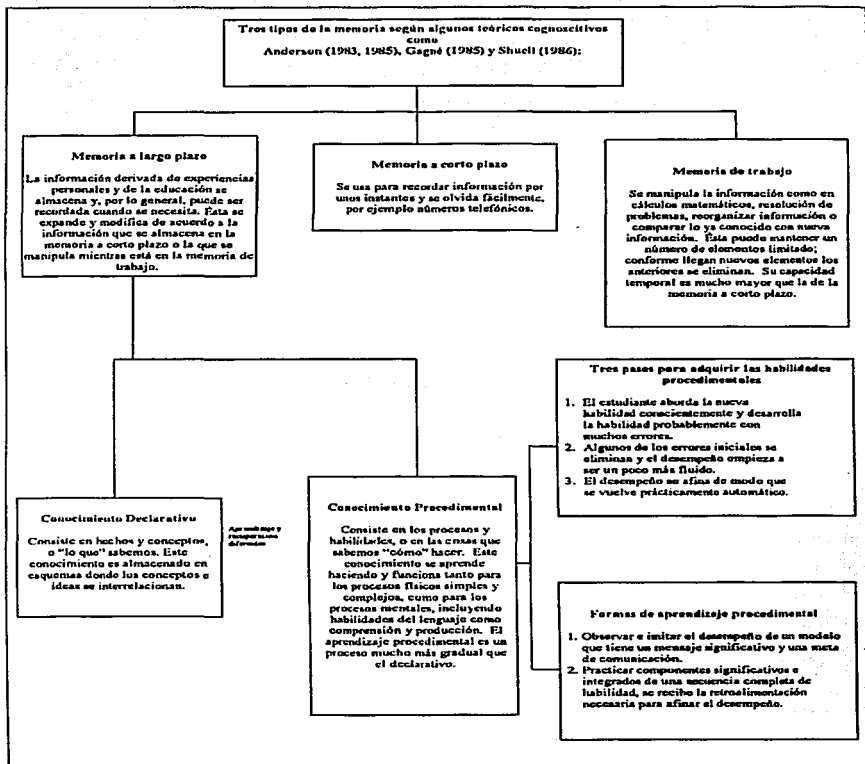 Tres tipos de la memoria según algunos teóricos cognoscitivos
como
Anderson (1983, 1985), Gagné (1985) y Shuell (1986):
Memoria a largo plazo
La información derivada de experiencias
personales y de la educación se
almacena y, por lo general, puede ser
recordada cuando se necesita. Ésta se
expande y modifica de acuerdo a la
información que se almacena en la
memoria a corto plazo o la que se
manipula mientras está en la memoria de
trabajo.
Memoria a corto plazo
Se usa para recordar información por
unos instantes y se olvida fácilmente,
por ejemplo números telefónicos.
Memoria de trabajo
Se manipula la información como en
cálculos matemáticos, resolución de
problemas, reorganizar información o
comparar lo ya conocido con nueva
información. Ésta puede mantener un
número de elementos limitado;
conforme llegan nuevos elementos los
anteriores se eliminan. Su capacidad
temporal es mucho mayor que la de la
memoria a corto plazo.
Conocimiento Declarativo
Consiste en hechos y conceptos,
o "lo que" sabemos. Este
conocimiento es almacenado en
esquemas donde los conceptos e
ideas se interrelacionan.
Aprendizaje y
recuperación
diferentes
Conocimiento Procedimental
Consiste en los procesos y
habilidades, o en las cosas que
sabemos "cómo" hacer. Este
conocimiento se aprende
haciendo y funciona tanto para
los procesos físicos simples y
complejos, como para los
procesos mentales, incluyendo
habilidades del lenguaje como
comprensión y producción. El
aprendizaje procedimental es un
proceso mucho más gradual que
el declarativo.
Tres pasos para adquirir las habilidades
procedimentales
1. El estudiante aborda la nueva
habilidad conscientemente y desarrolla
la habilidad probablemente con
muchos errores.
2. Algunos de los errores iniciales se
eliminan y el desempeño empieza a
ser un poco más fluido.
3. El desempeño se afina de modo que
se vuelve prácticamente automático.
Formas de aprendizaje procedimental
1. Observar e imitar el desempeño de un modelo
que tiene un mensaje significativo y una meta
de comunicación.
2. Practicar componentes significativos e
integrados de una secuencia completa de
habilidad, se recibe la retroalimentación
necesaria para afinar el desempeño.